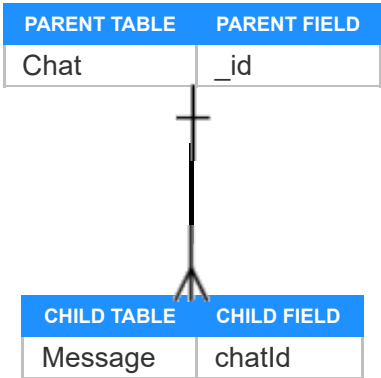 PARENT TABLE PARENT FIELD
Chat _id
CHILD TABLE CHILD FIELD
Message chatId